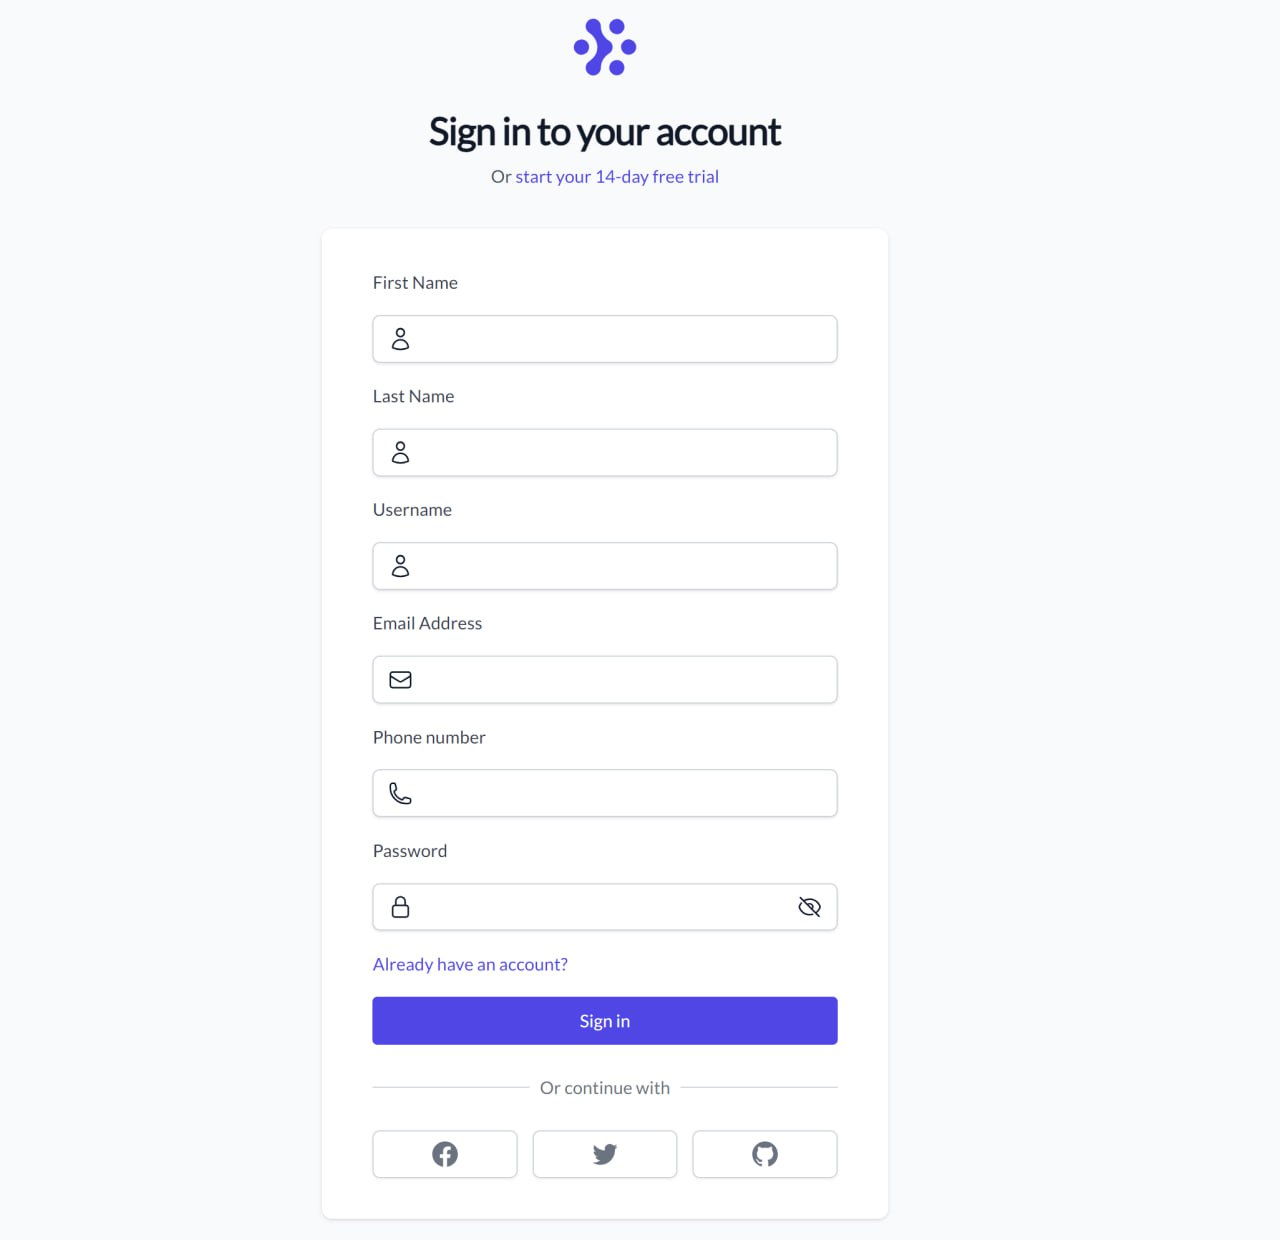 Sign in to your account
Or start your 14-day free trial
First Name
Last Name
Username
Email Address
Phone number
Password
Already have an account?
Sign in
Or continue with